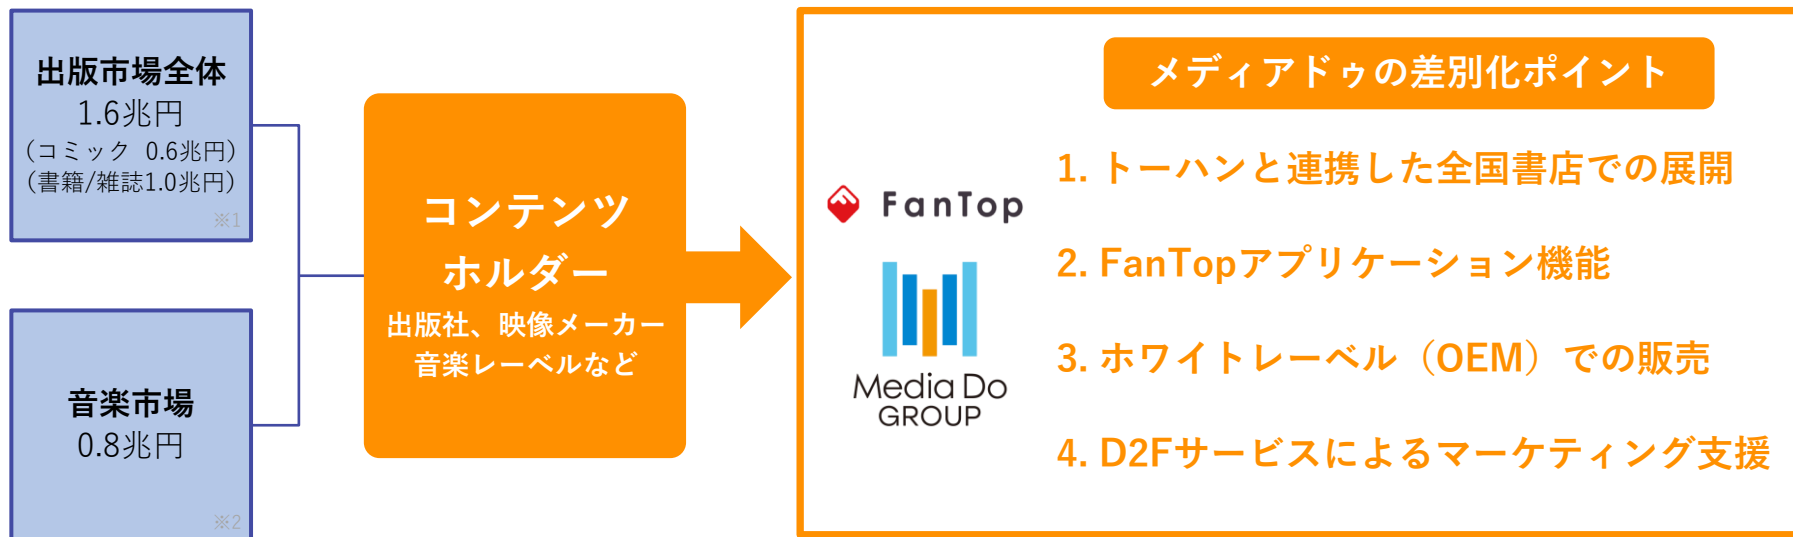 出版市場全体
1.6兆円
(コミック 0.6兆円)
(書籍/雑誌1.0兆円)
※1
音楽市場
0.8兆円
※2
コンテンツ
ホルダー
出版社、映像メーカー
音楽レーベルなど
FanTop
Media Do
GROUP
メディアドゥの差別化ポイント
1. トーハンと連携した全国書店での展開
2. FanTopアプリケーション機能
3. ホワイトレーベル（OEM）での販売
4. D2Fサービスによるマーケティング支援